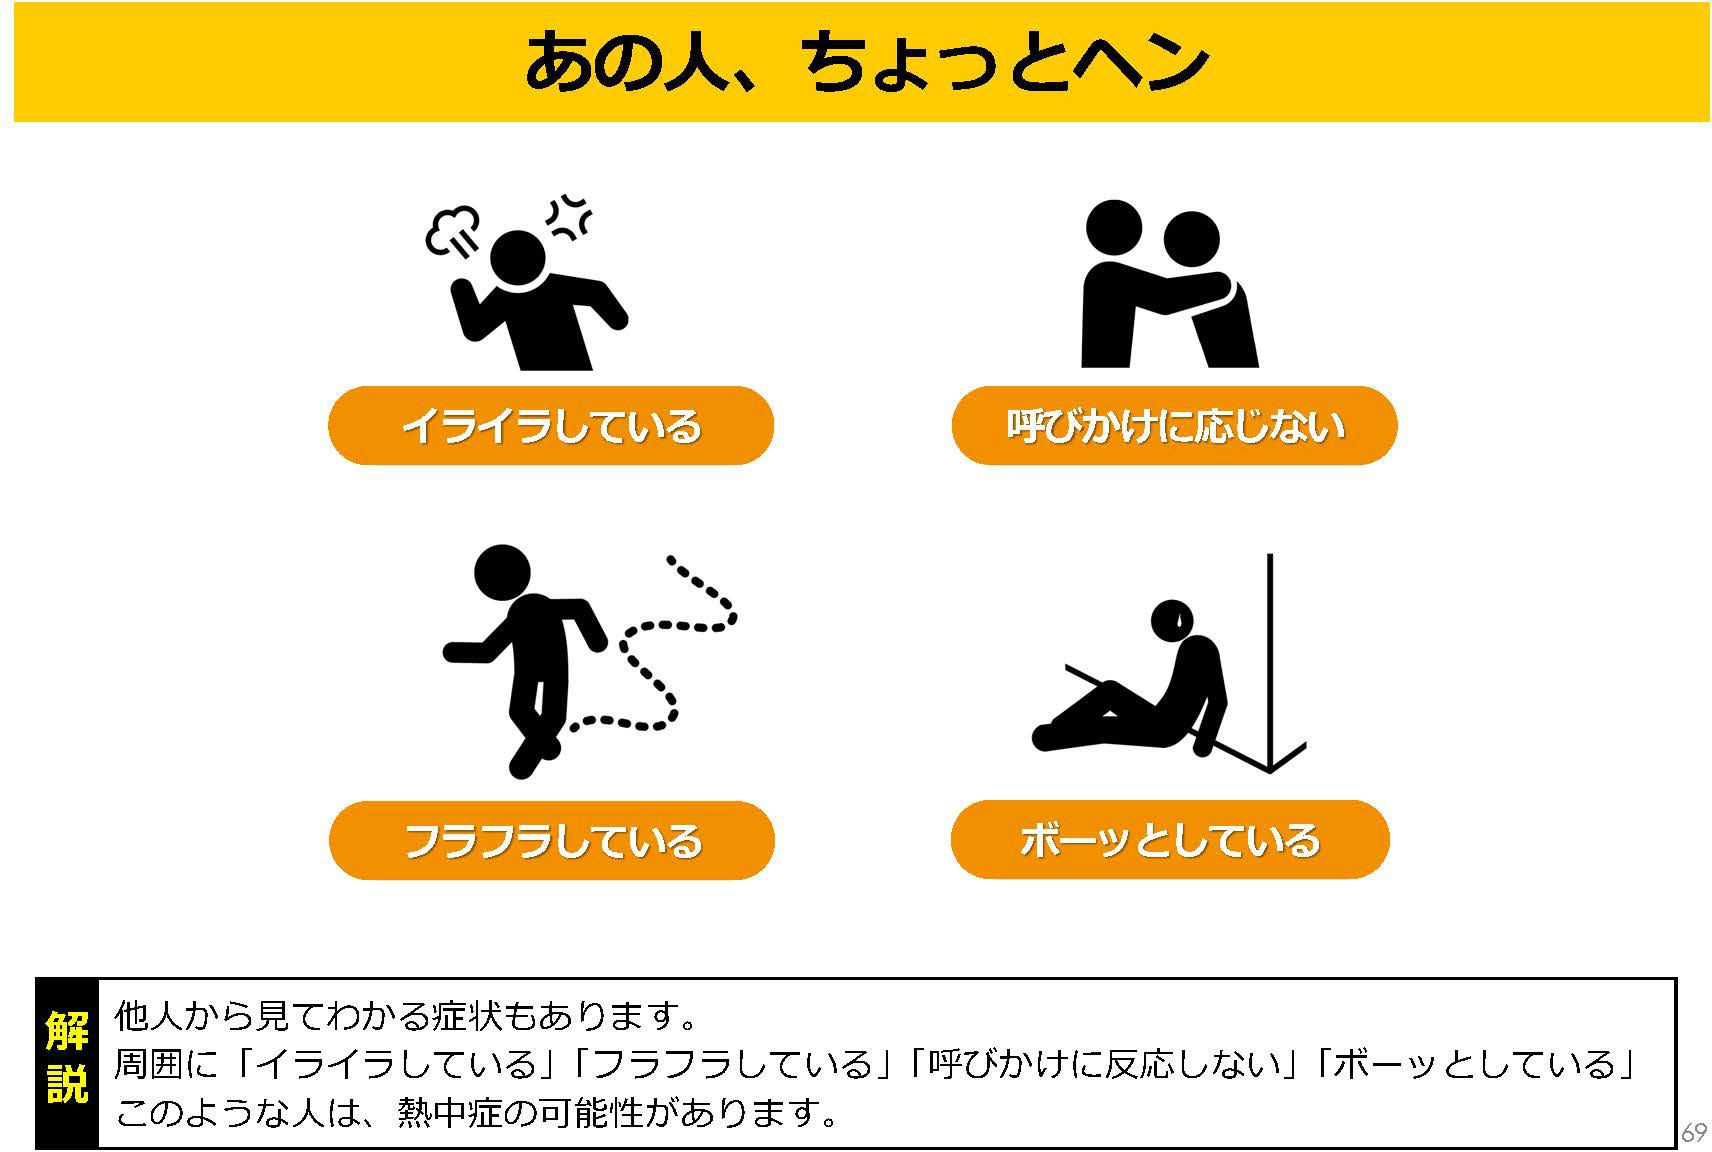 あの人、ちょっとヘン
イライラしている
呼びかけに応じない
フラフラしている
ボーッとしている
解説
他人から見てわかる症状もあります。
周囲に「イライラしている」「フラフラしている」「呼びかけに反応しない」「ボーッとしている」
このような人は、熱中症の可能性があります。
69